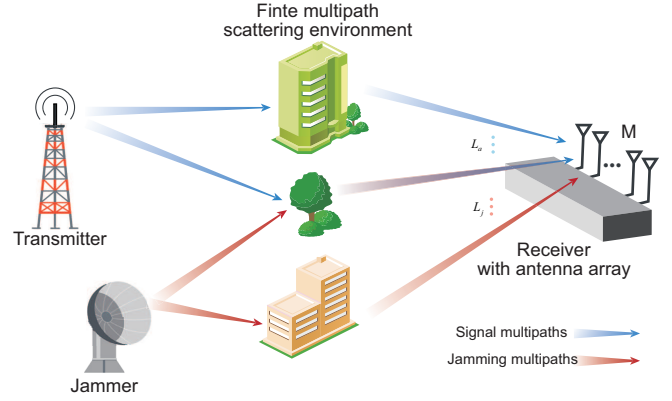 Finte multipath
scattering environment
M
L_a
Transmitter
L_j
Receiver
with antenna array
Signal multipaths
Jamming multipaths
Jammer